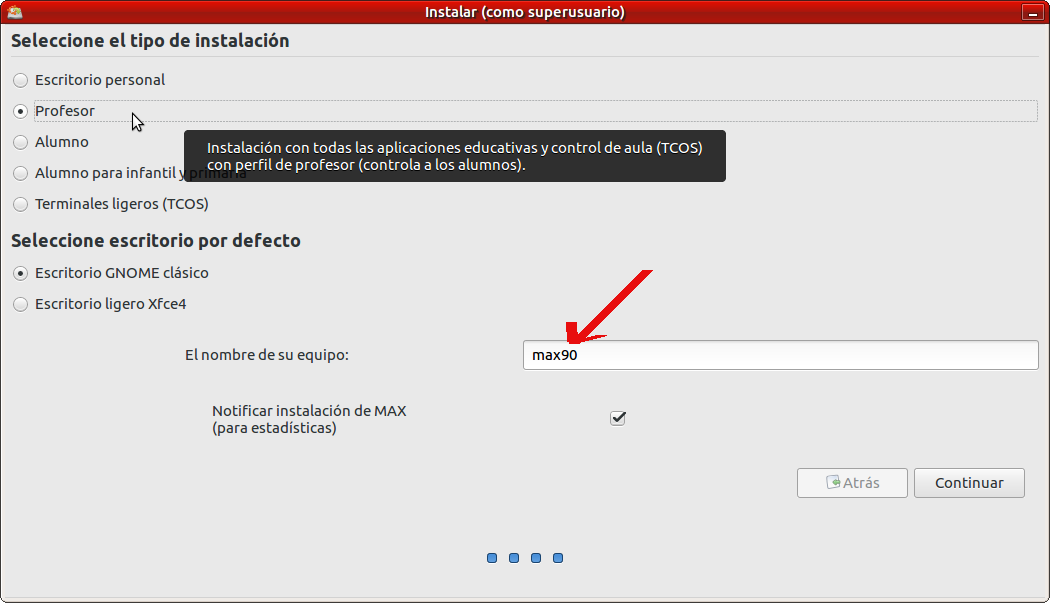 Instalar (como superusuario)
Seleccione el tipo de instalación
Escritorio personal
Profesor
Alumno
Instalación con todas las aplicaciones educativas y control de aula (TCOS)
con perfil de profesor (controla a los alumnos).
Alumno para infantil y primaria
Terminales ligeros (TCOS)
Seleccione escritorio por defecto
Escritorio GNOME clásico
Escritorio ligero Xfce4
El nombre de su equipo:
max90
Notificar instalación de MAX
(para estadísticas)
Atrás
Continuar